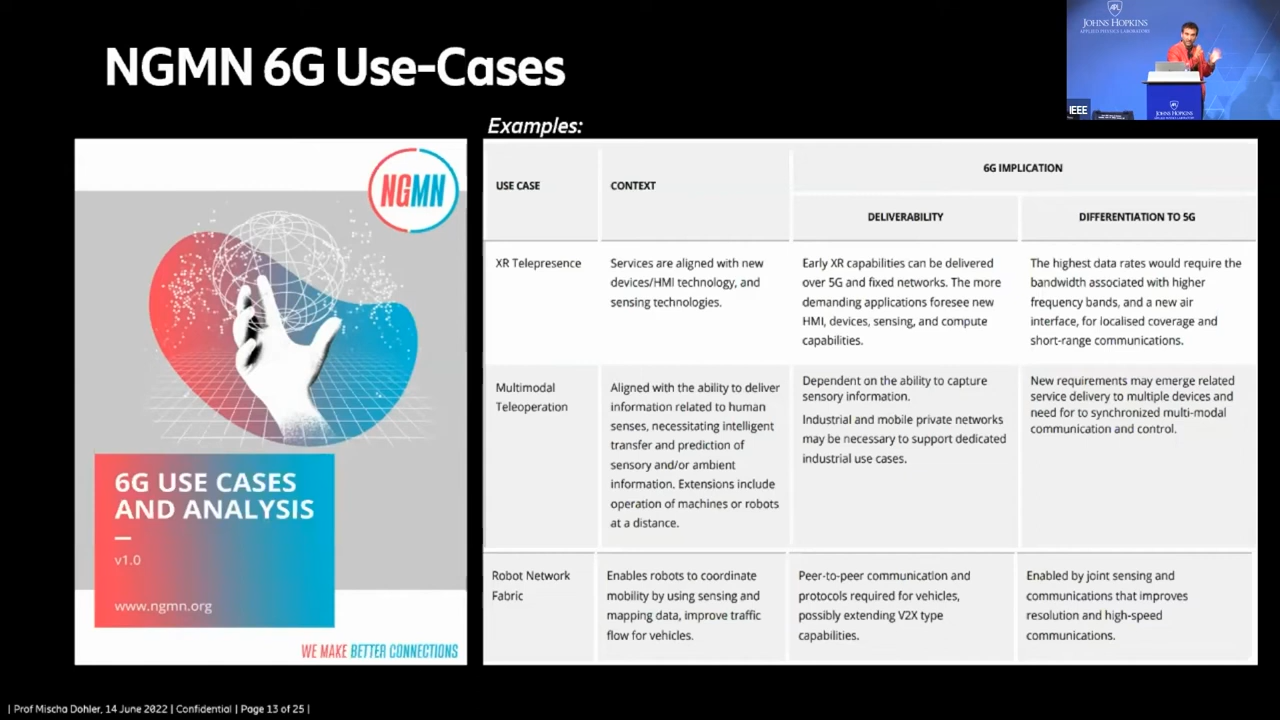 NGMN 6G Use-Cases
APL
JOHNS HOPKINS
APPLIED PHYSICS LABORATORY
IEEE
JOHNS HOPKINS
APPLIED PHYSICS LABORATORY
Examples:
NGMN
6G USE CASES
AND ANALYSIS
v1.0
www.ngmn.org
WE MAKE BETTER CONNECTIONS
USE CASE
CONTEXT
6G IMPLICATION
DELIVERABILITY
DIFFERENTIATION TO 5G
XR Telepresence
Services are aligned with new
devices/HMI technology, and
sensing technologies.
Early XR capabilities can be delivered
over 5G and fixed networks. The more
demanding applications foresee new
HMI, devices, sensing, and compute
capabilities.
The highest data rates would require the
bandwidth associated with higher
frequency bands, and a new air
interface, for localised coverage and
short-range communications.
Multimodal
Teleoperation
Aligned with the ability to deliver
information related to human
senses, necessitating intelligent
transfer and prediction of
sensory and/or ambient
information. Extensions include
operation of machines or robots
at a distance.
Dependent on the ability to capture
sensory information.
Industrial and mobile private networks
may be necessary to support dedicated
industrial use cases.
New requirements may emerge related
service delivery to multiple devices and
need for to synchronized multi-modal
communication and control.
Robot Network
Fabric
Enables robots to coordinate
mobility by using sensing and
mapping data, improve traffic
flow for vehicles.
Peer-to-peer communication and
protocols required for vehicles,
possibly extending V2X type
capabilities.
Enabled by joint sensing and
communications that improves
resolution and high-speed
communications.
| Prof Mischa Dohler, 14 June 2022 | Confidential | Page 13 of 25 |